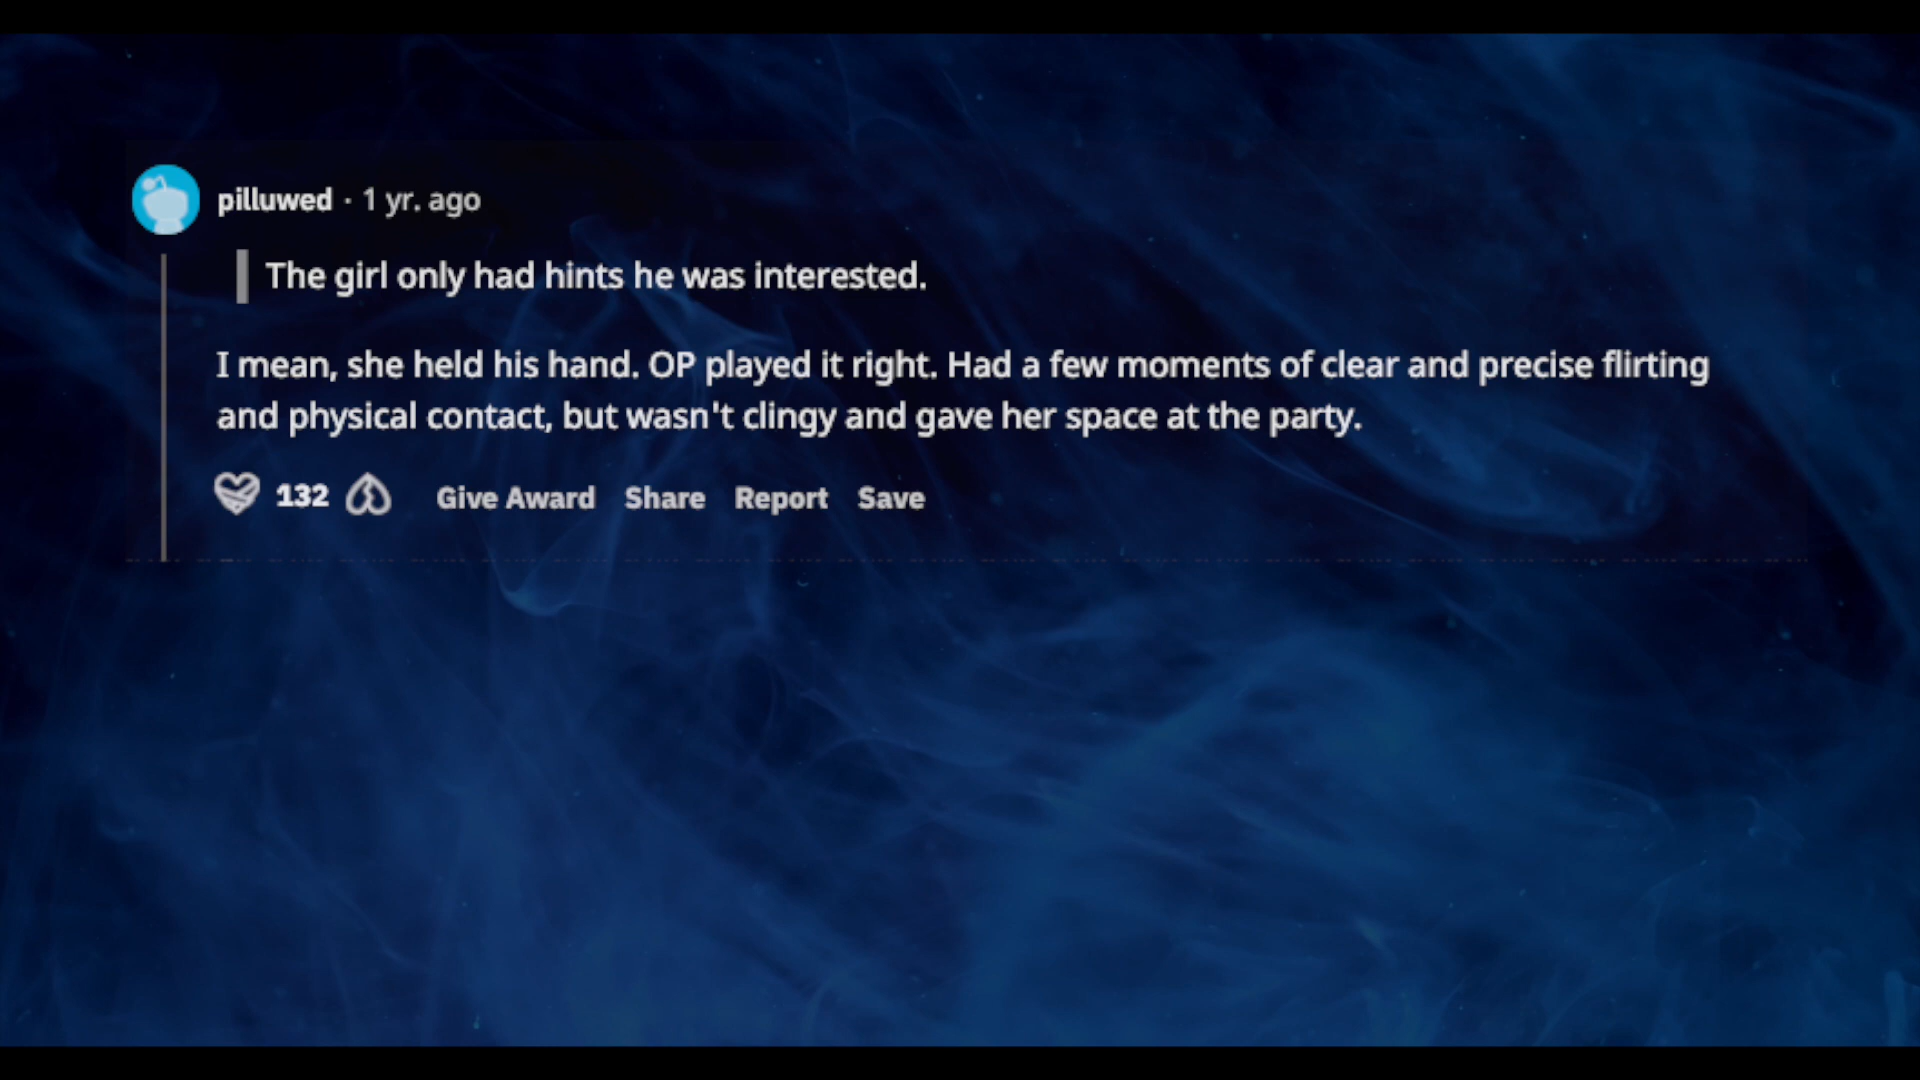 pilluwed · 1 yr. ago
The girl only had hints he was interested.
I mean, she held his hand. OP played it right. Had a few moments of clear and precise flirting
and physical contact, but wasn't clingy and gave her space at the party.
132 Give Award Share Report Save